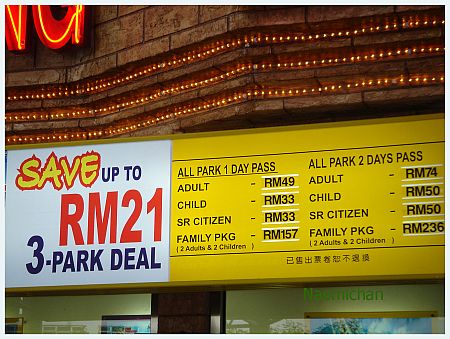 SAVE UP TO
RM21
3-PARK DEAL
ALL PARK 1 DAY PASS
ADULT - RM49
CHILD - RM33
SR CITIZEN - RM33
FAMILY PKG - RM157
( 2 Adults & 2 Children )
ALL PARK 2 DAYS PASS
ADULT - RM74
CHILD - RM50
SR CITIZEN - RM50
FAMILY PKG - RM236
( 2 Adults & 2 Children )
已售出票卷恕不退換
Naomichan